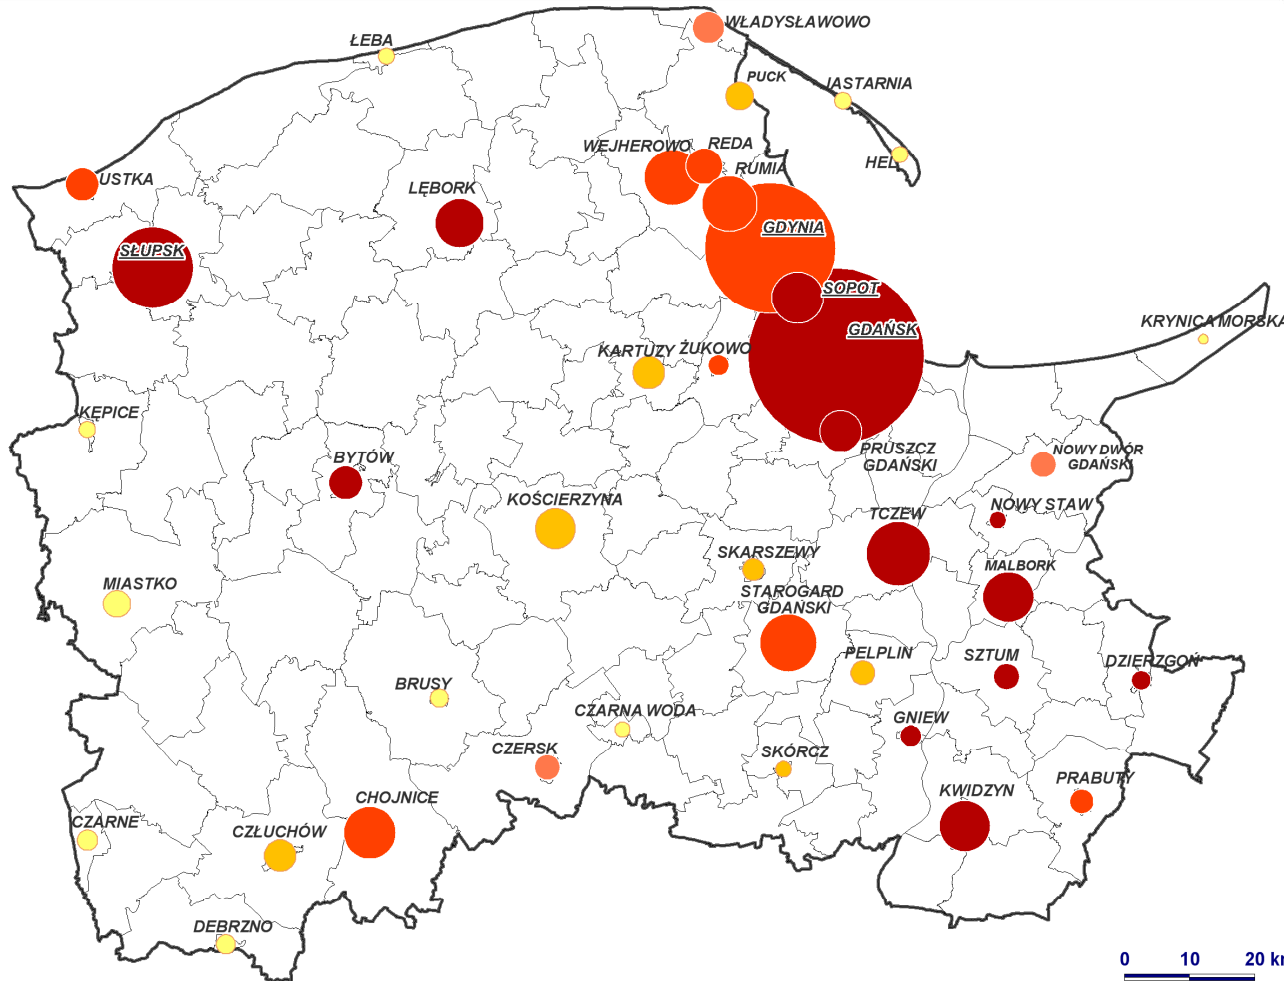 WŁADYSŁAWOWO
ŁEBA
PUCK
JASTARNIA
HEL
WEJHEROWO
REDA
RUMIA
USTKA
LĘBORK
SŁUPSK
GDYNIA
SOPOT
GDAŃSK
KRYNICA MORSKA
KARTUZY
ŻUKOWO
KĘPICE
BYTÓW
PRUSZCZ
GDAŃSKI
NOWY DWÓR
GDAŃSKI
KOŚCIERZYNA
TCZEW
NOWY STAW
SKARSZEWY
MALBORK
MIASTKO
STAROGARD
GDAŃSKI
PELPLIN
SZTUM
DZIERZGOŃ
BRUSY
CZARNA WODA
GNIEW
CZERSK
SKÓRCZ
PRABUTY
KWIDZYN
CHOJNICE
CZARNE
CZŁUCHÓW
DEBRZNO
0 10 20 km